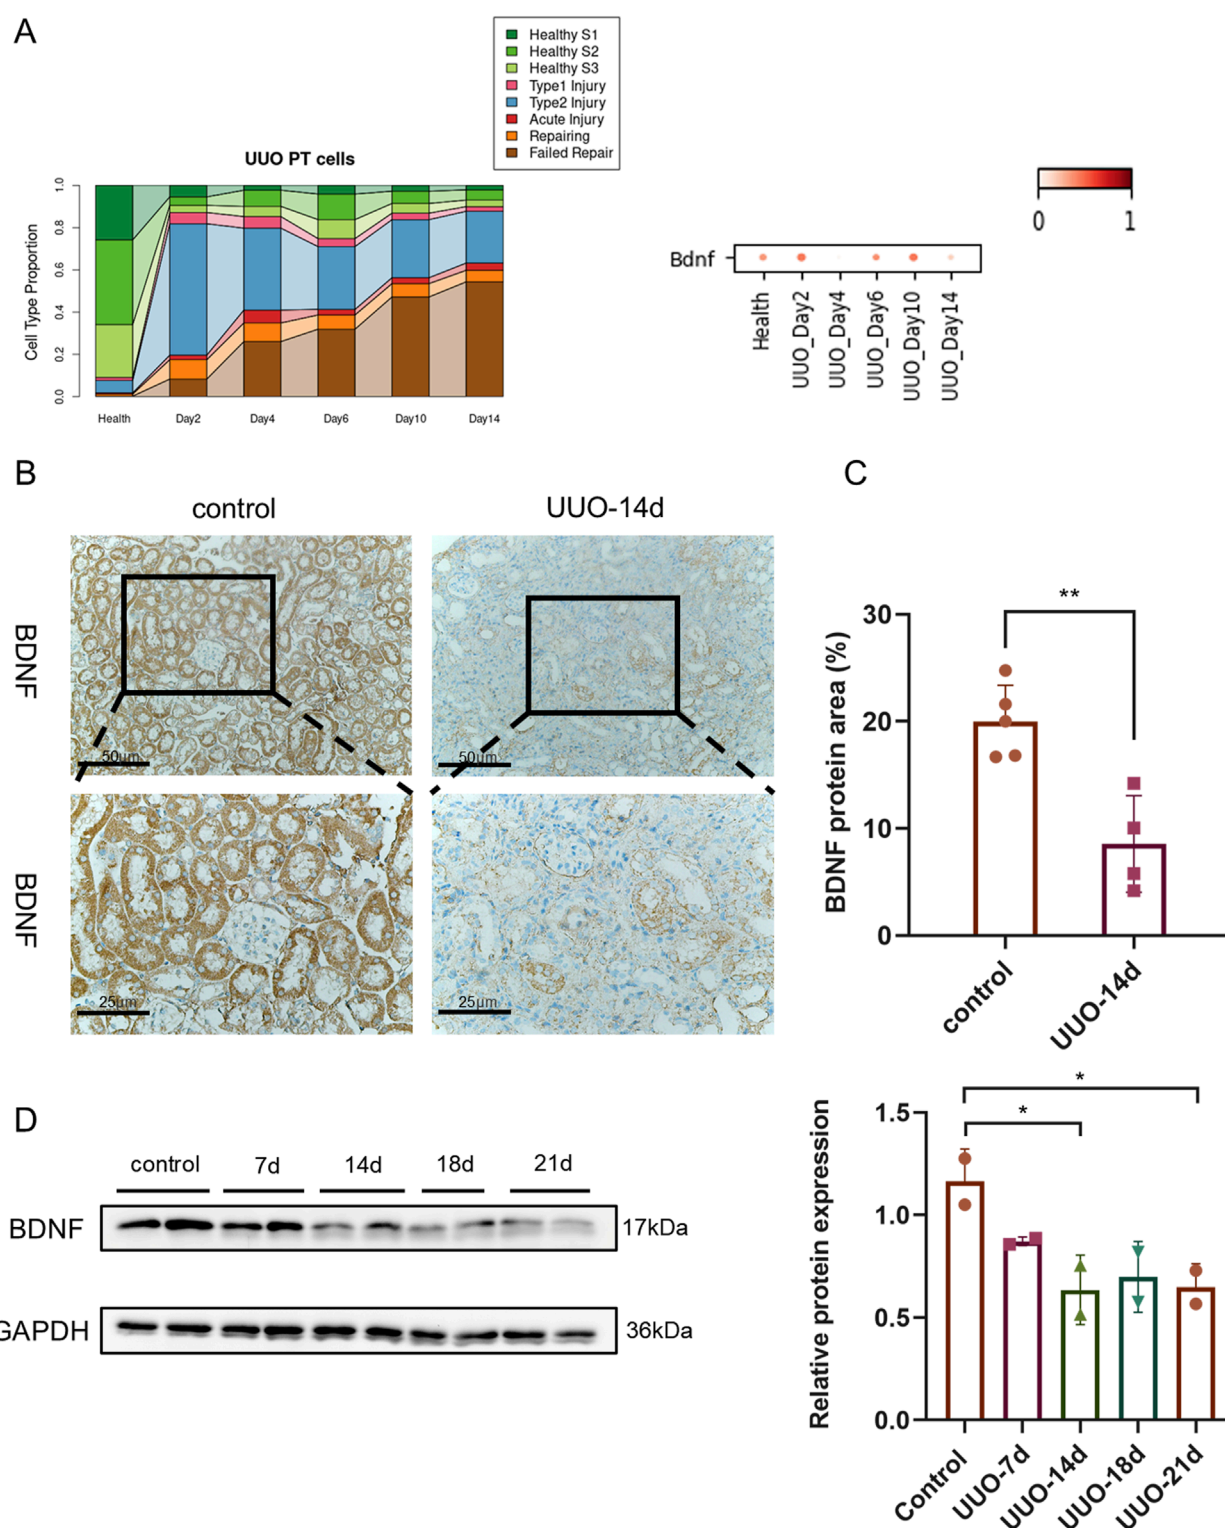 A
Healthy S1
Healthy S2
Healthy S3
Type1 Injury
Type2 Injury
Acute Injury
Repairing
Failed Repair
UUO PT cells
Cell Type Proportion
1.0
0.8
0.6
0.4
0.2
0.0
Health
Day2
Day4
Day6
Day10
Day14
0
1
Bdnf
Health
UUO_Day2
UUO_Day4
UUO_Day6
UUO_Day10
UUO_Day14
B
control
UUO-14d
BDNF
50μm
50μm
BDNF
25μm
25μm
C
BDNF protein area (%)
30
20
10
0
**
control
UUO-14d
D
control
7d
14d
18d
21d
BDNF
17kDa
GAPDH
36kDa
Relative protein expression
1.5
1.0
0.5
0.0
*
*
Control
UUO-7d
UUO-14d
UUO-18d
UUO-21d